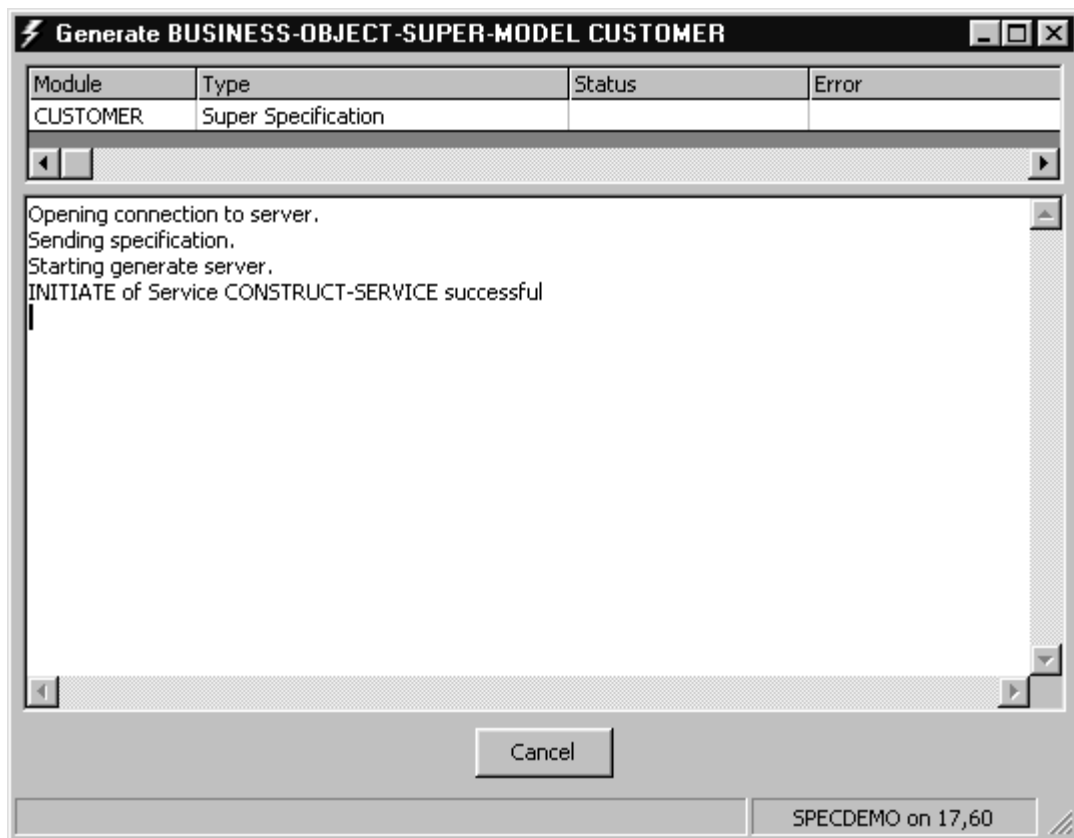 Generate BUSINESS-OBJECT-SUPER-MODEL CUSTOMER
Module Type Status Error
CUSTOMER Super Specification
Opening connection to server.
Sending specification.
Starting generate server.
INITIATE of Service CONSTRUCT-SERVICE successful
Cancel
SPECDEMO on 17,60